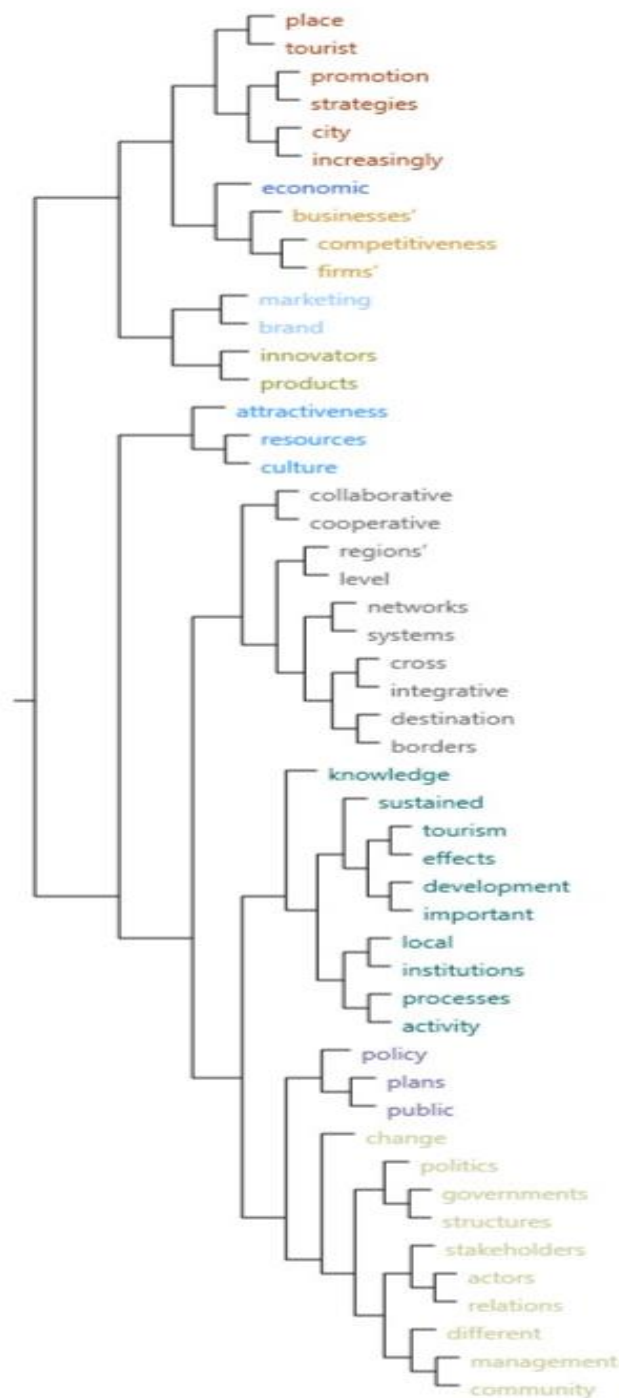 place
tourist
promotion
strategies
city
increasingly
economic
businesses'
competitiveness
firms'
marketing
brand
innovators
products
attractiveness
resources
culture
collaborative
cooperative
regions'
level
networks
systems
cross
integrative
destination
borders
knowledge
sustained
tourism
effects
development
important
local
institutions
processes
activity
policy
plans
public
change
politics
governments
structures
stakeholders
actors
relations
different
management
community